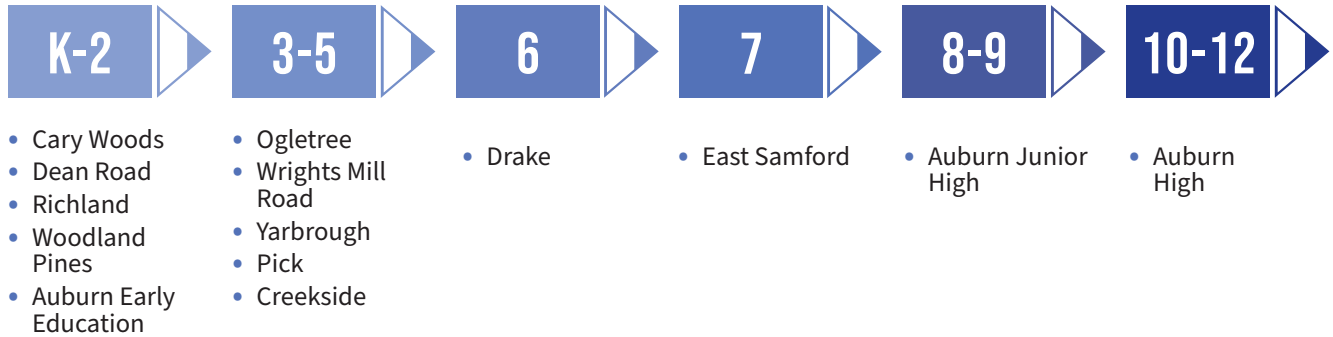 K-2
Cary Woods
Dean Road
Richland
Woodland
Pines
Auburn Early
Education
3-5
Ogletree
Wrights Mill
Road
Yarbrough
Pick
Creekside
6
Drake
7
East Samford
8-9
Auburn Junior
High
10-12
Auburn
High